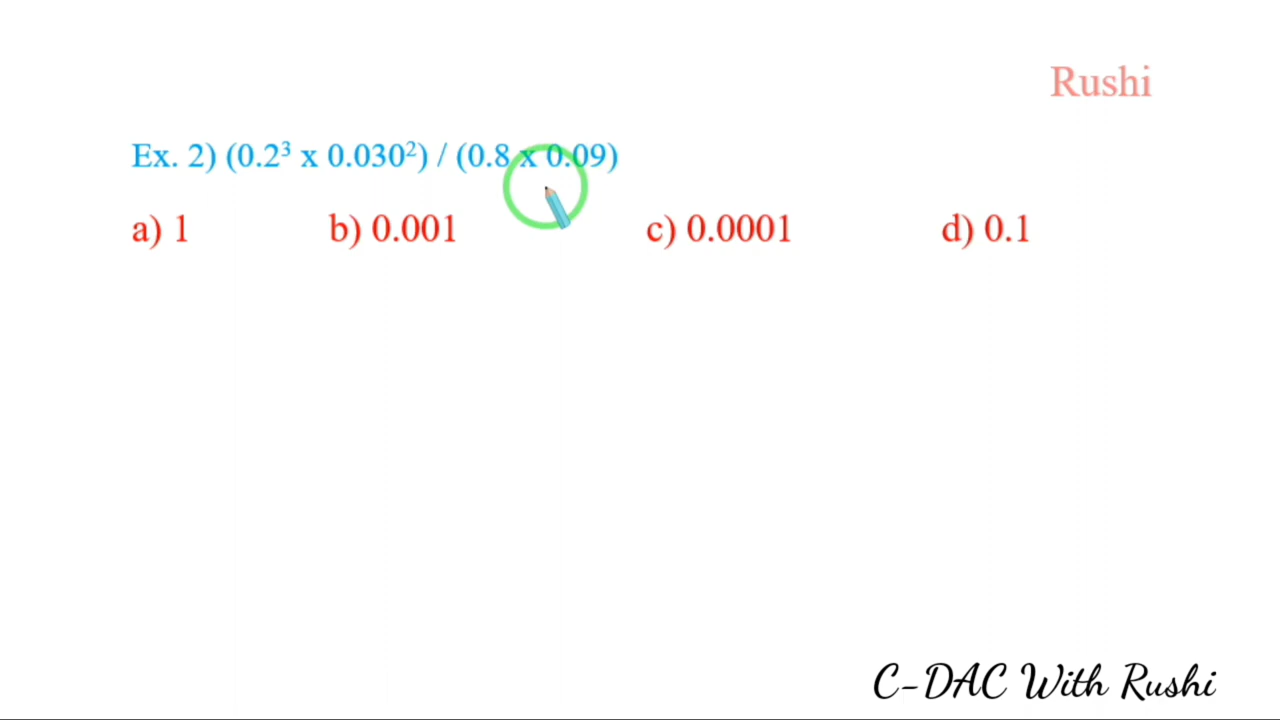 Rushi
Ex. 2) (0.2³ x 0.030²) / (0.8 x 0.09)
a) 1 b) 0.001 c) 0.0001 d) 0.1
C-DAC With Rushi